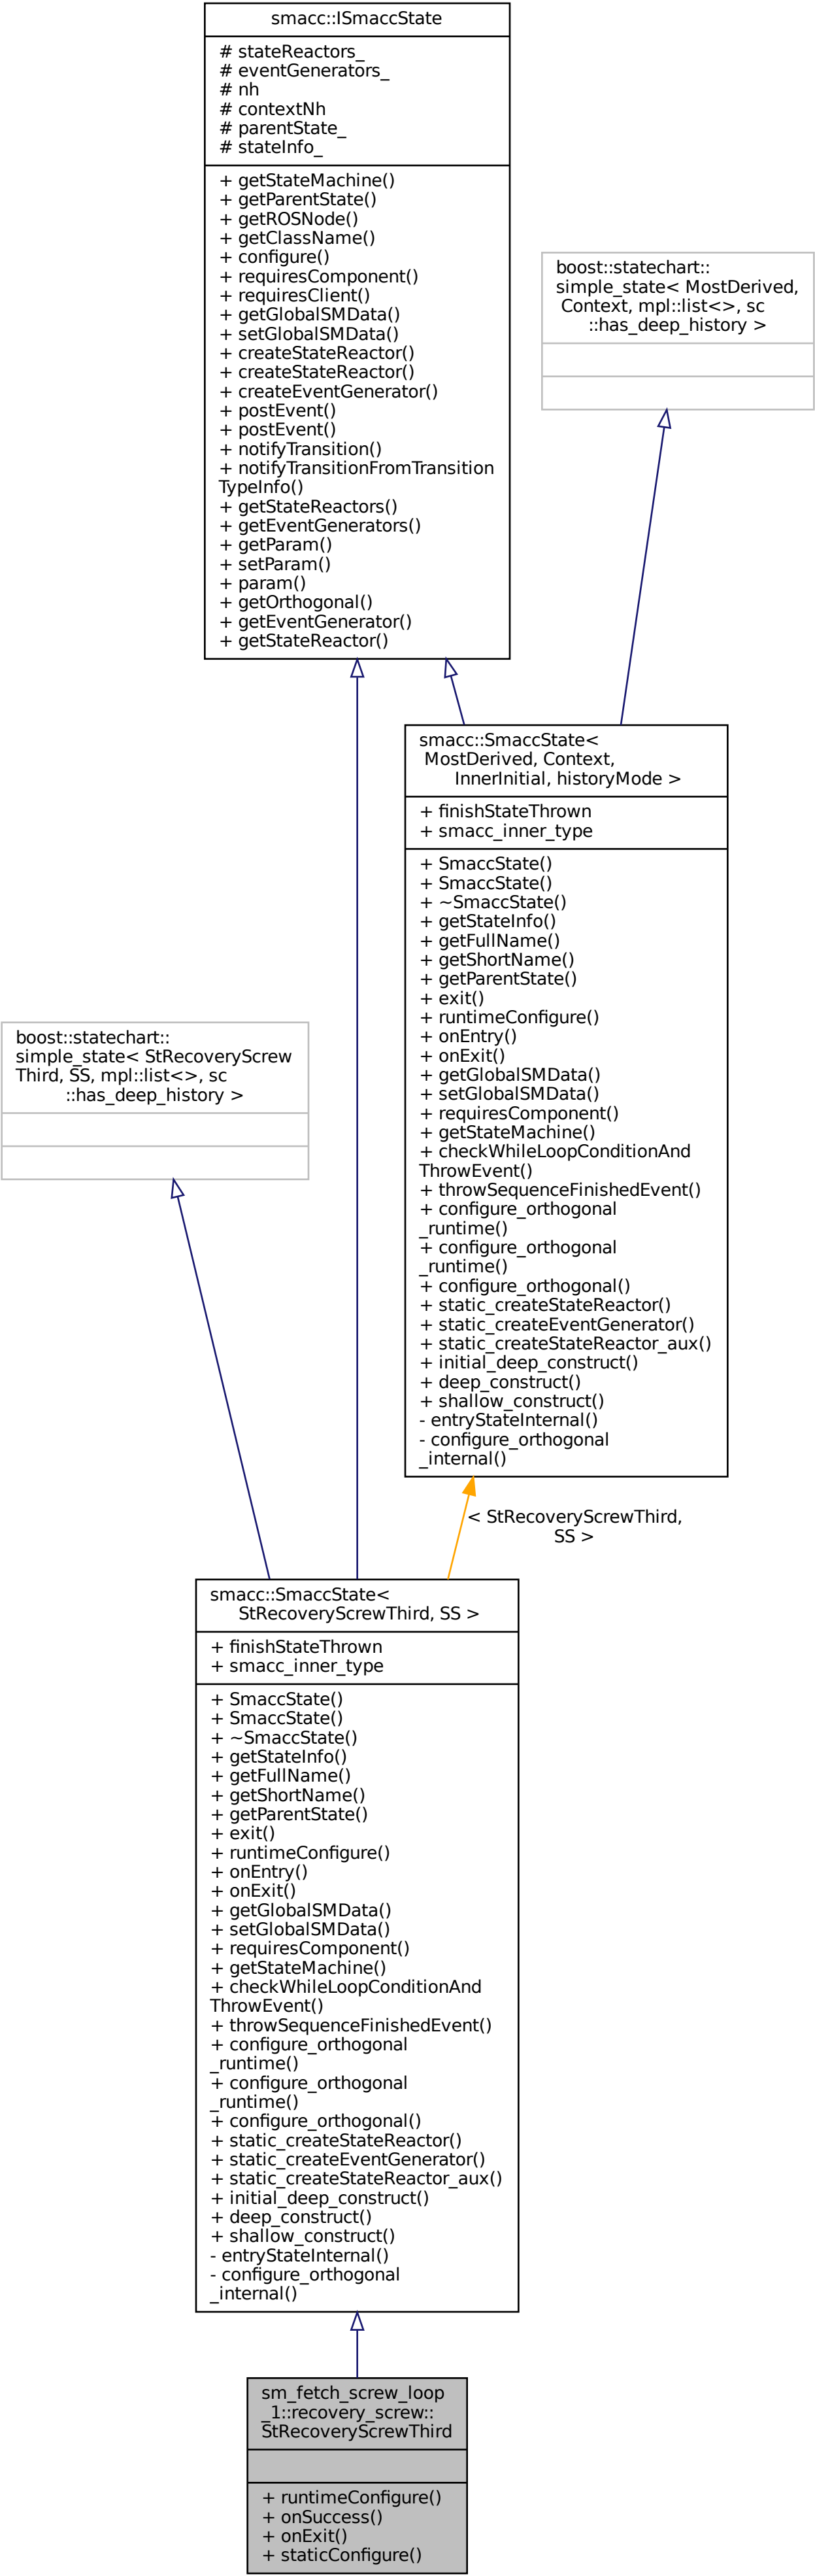 smacc::ISmaccState
# stateReactors_
# eventGenerators_
# nh
# contextNh
# parentState_
# stateInfo_
+ getStateMachine()
+ getParentState()
+ getROSNode()
+ getClassName()
+ configure()
+ requiresComponent()
+ requiresClient()
+ getGlobalSMData()
+ setGlobalSMData()
+ createStateReactor()
+ createStateReactor()
+ createEventGenerator()
+ postEvent()
+ postEvent()
+ notifyTransition()
+ notifyTransitionFromTransition
TypeInfo()
+ getStateReactors()
+ getEventGenerators()
+ getParam()
+ setParam()
+ param()
+ getOrthogonal()
+ getEventGenerator()
+ getStateReactor()
boost::statechart::
simple_state< MostDerived,
Context, mpl::list<>, sc
::has_deep_history >
smacc::SmaccState<
MostDerived, Context,
InnerInitial, historyMode >
+ finishStateThrown
+ smacc_inner_type
+ SmaccState()
+ SmaccState()
+ ~SmaccState()
+ getStateInfo()
+ getFullName()
+ getShortName()
+ getParentState()
+ exit()
+ runtimeConfigure()
+ onEntry()
+ onExit()
+ getGlobalSMData()
+ setGlobalSMData()
+ requiresComponent()
+ getStateMachine()
+ checkWhileLoopConditionAnd
ThrowEvent()
+ throwSequenceFinishedEvent()
+ configure_orthogonal
_runtime()
+ configure_orthogonal
_runtime()
+ configure_orthogonal()
+ static_createStateReactor()
+ static_createEventGenerator()
+ static_createStateReactor_aux()
+ initial_deep_construct()
+ deep_construct()
+ shallow_construct()
- entryStateInternal()
- configure_orthogonal
_internal()
boost::statechart::
simple_state< StRecoveryScrew
Third, SS, mpl::list<>, sc
::has_deep_history >
< StRecoveryScrewThird,
SS >
smacc::SmaccState<
StRecoveryScrewThird, SS >
+ finishStateThrown
+ smacc_inner_type
+ SmaccState()
+ SmaccState()
+ ~SmaccState()
+ getStateInfo()
+ getFullName()
+ getShortName()
+ getParentState()
+ exit()
+ runtimeConfigure()
+ onEntry()
+ onExit()
+ getGlobalSMData()
+ setGlobalSMData()
+ requiresComponent()
+ getStateMachine()
+ checkWhileLoopConditionAnd
ThrowEvent()
+ throwSequenceFinishedEvent()
+ configure_orthogonal
_runtime()
+ configure_orthogonal
_runtime()
+ configure_orthogonal()
+ static_createStateReactor()
+ static_createEventGenerator()
+ static_createStateReactor_aux()
+ initial_deep_construct()
+ deep_construct()
+ shallow_construct()
- entryStateInternal()
- configure_orthogonal
_internal()
sm_fetch_screw_loop
_1::recovery_screw::
StRecoveryScrewThird
+ runtimeConfigure()
+ onSuccess()
+ onExit()
+ staticConfigure()